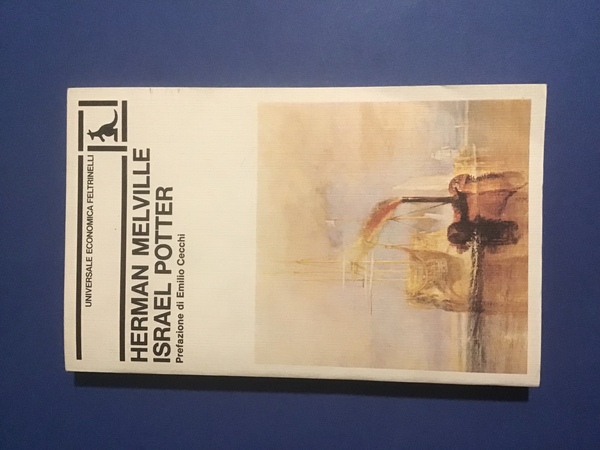 UNIVERSALE ECONOMICA FELTRINELLI
HERMAN MELVILLE
ISRAEL POTTER
Prefazione di Emilio Cecchi